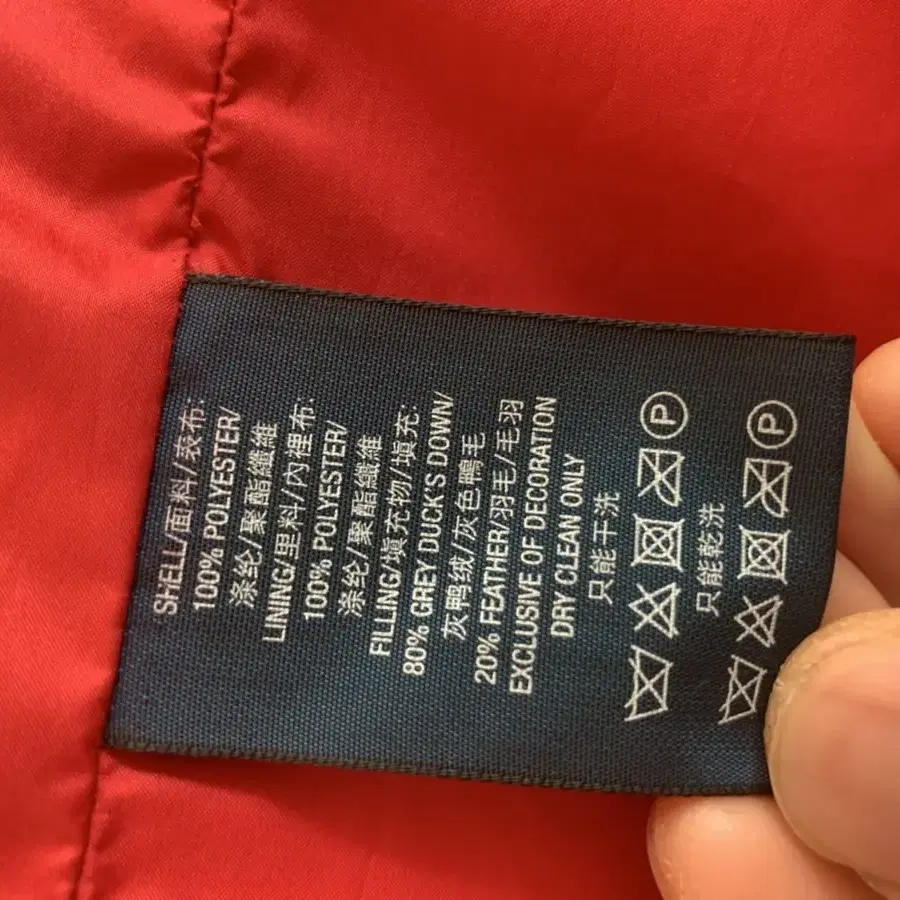 SHELL/面料/表布:
100% POLYESTER/
涤纶/聚酯纖維
LINING/里料/內裡布:
100% POLYESTER/
涤纶/聚酯纖維
FILLING/填充物/填充:
80% GREY DUCK'S DOWN/
灰鸭绒/灰色鴨毛
20% FEATHER/羽毛/毛羽
EXCLUSIVE OF DECORATION
DRY CLEAN ONLY
只能干洗
P
只能乾洗
P